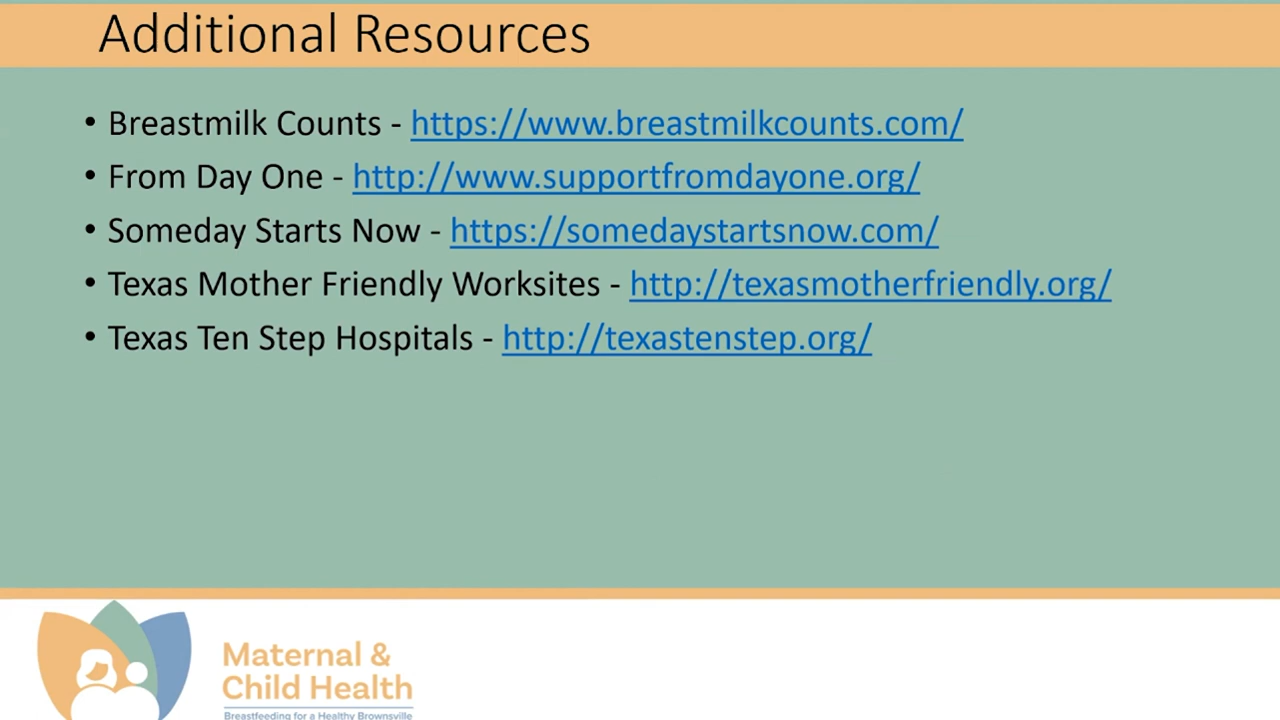 Additional Resources
• Breastmilk Counts - https://www.breastmilkcounts.com/
• From Day One - http://www.supportfromdayone.org/
• Someday Starts Now - https://somedaystartsnow.com/
• Texas Mother Friendly Worksites - http://texasmotherfriendly.org/
• Texas Ten Step Hospitals - http://texastenstep.org/
Maternal &
Child Health
Breastfeeding for a Healthy Brownsville